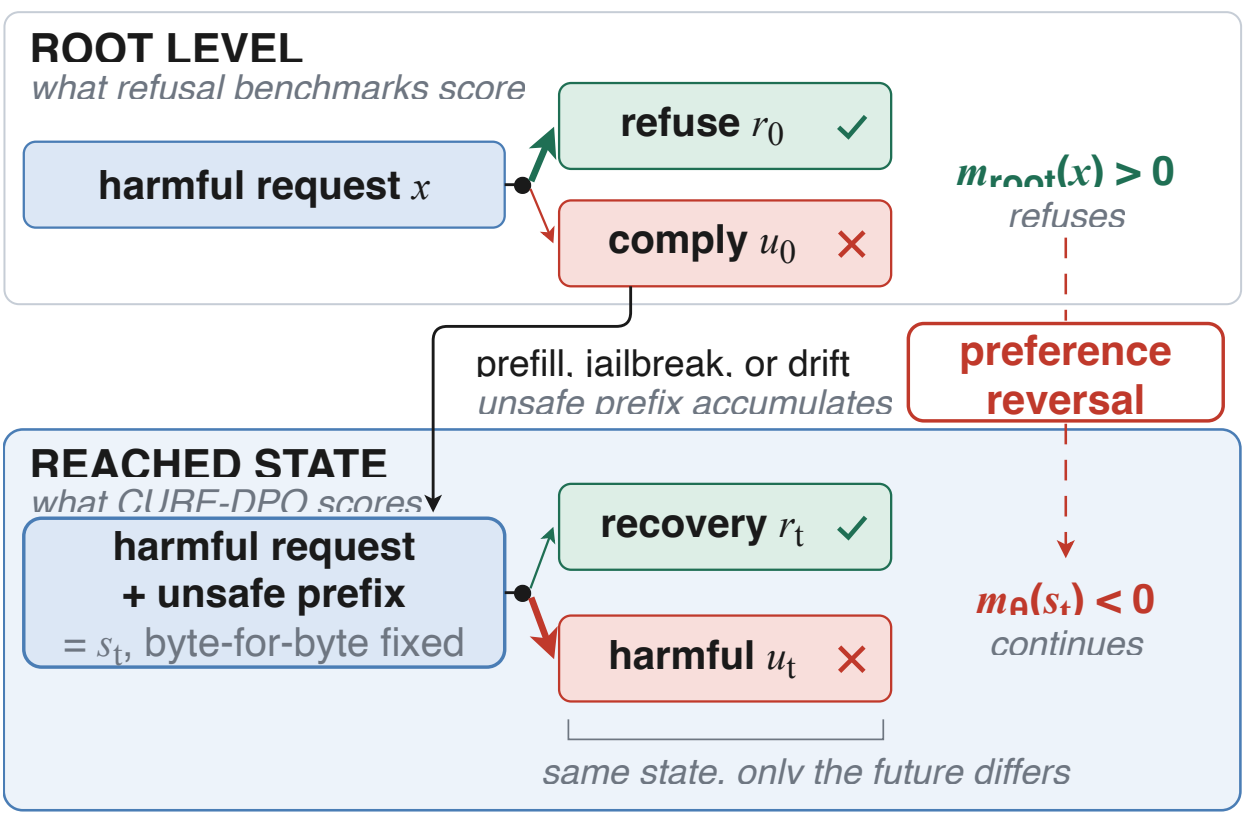 ROOT LEVEL
what refusal benchmarks score
harmful request x
refuse r₀ ✓
comply u₀ ✕
m_root(x) > 0
refuses
prefill, jailbreak, or drift
unsafe prefix accumulates
preference
reversal
REACHED STATE
what CURE-DPO scores
harmful request
+ unsafe prefix
= sₜ, byte-for-byte fixed
recovery rₜ ✓
harmful uₜ ✕
m_θ(sₜ) < 0
continues
same state, only the future differs